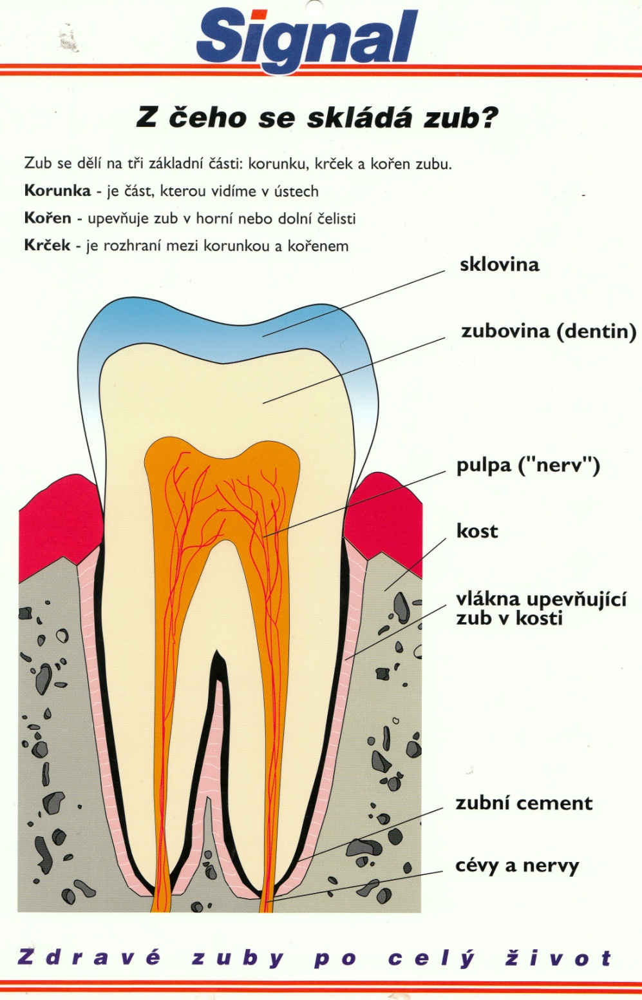 Signal
Z čeho se skládá zub?
Zub se dělí na tři základní části: korunku, krček a kořen zubu.
Korunka - je část, kterou vidíme v ústech
Kořen - upevňuje zub v horní nebo dolní čelisti
Krček - je rozhraní mezi korunkou a kořenem
sklovina
zubovina (dentin)
pulpa ("nerv")
kost
vlákna upevňující
zub v kosti
zubní cement
cévy a nervy
Zdravé zuby po celý život